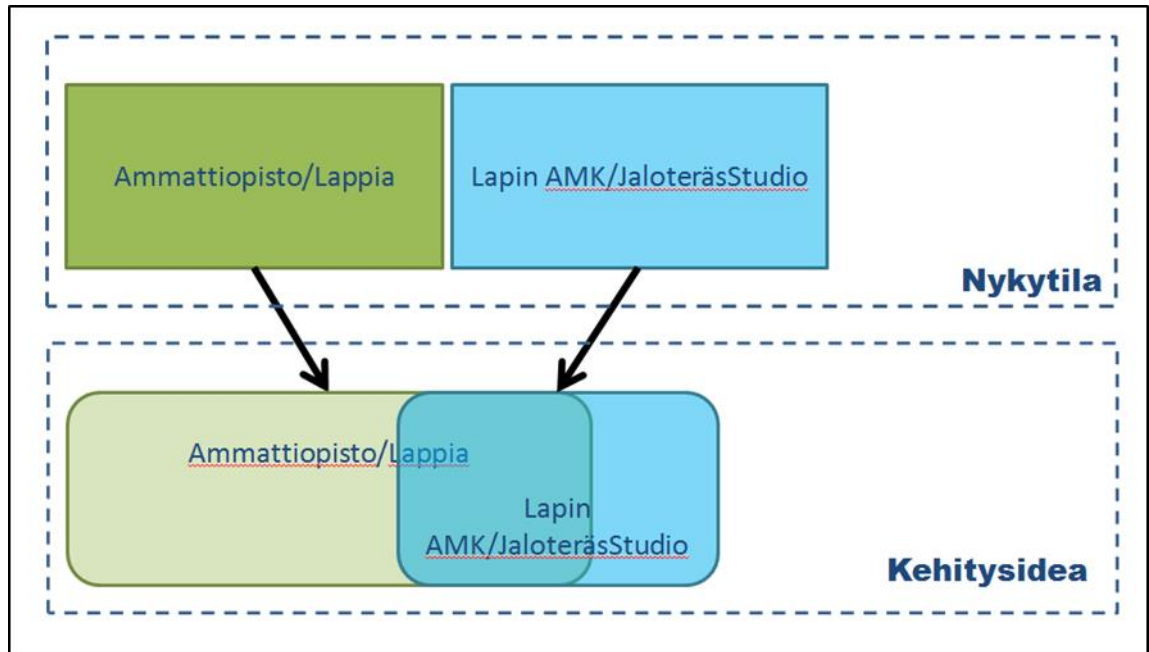 Ammattiopisto/Lappia
Lapin AMK/JaloteräsStudio
Nykytila
Ammattiopisto/Lappia
Lapin
AMK/JaloteräsStudio
Kehitysidea